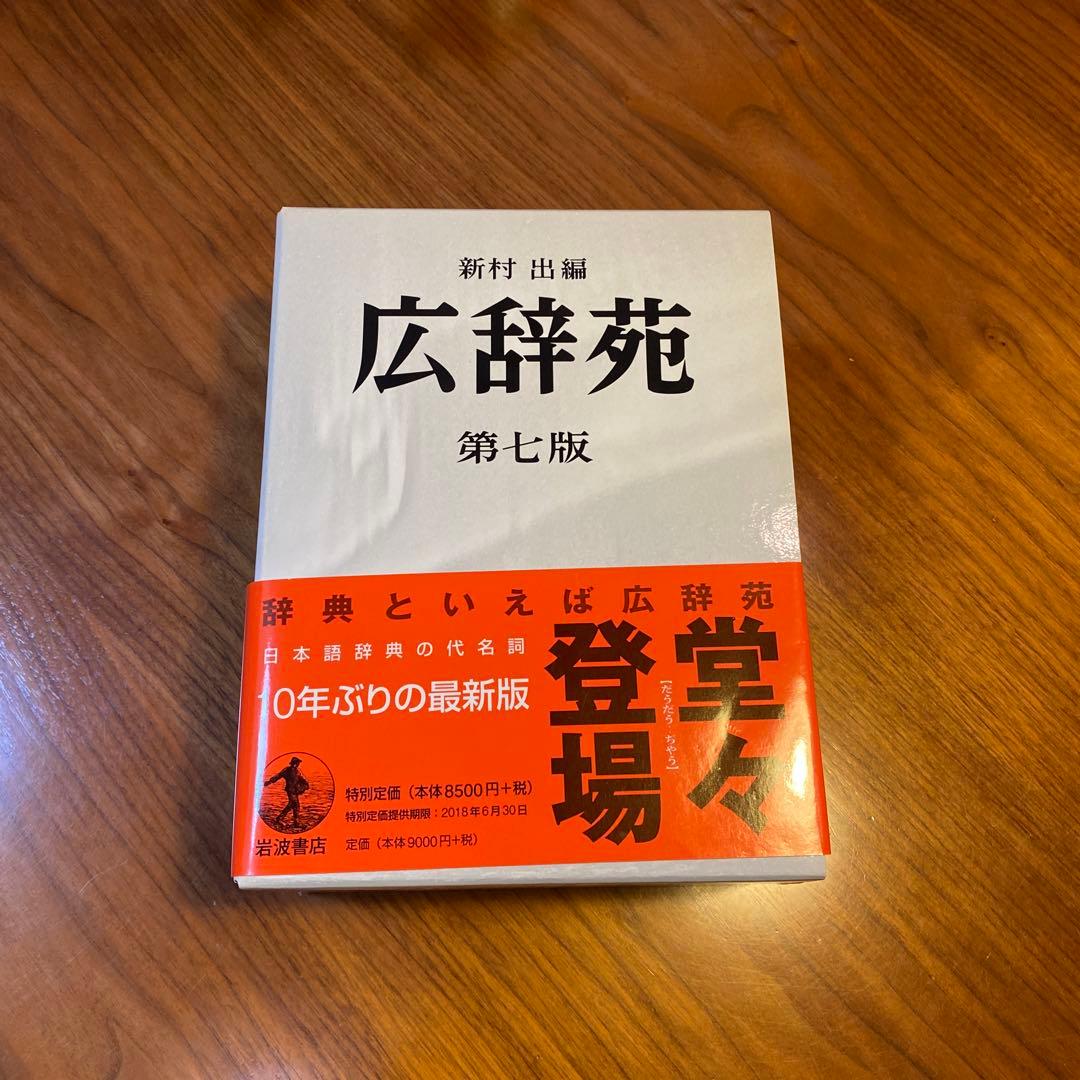 新村 出編
広辞苑
第七版
辞典といえば広辞苑
堂々
登場
【だうだう‐ぢやう】
日本語辞典の代名詞
10年ぶりの最新版
特別定価（本体8500円＋税）
特別定価提供期限：2018年6月30日
定価（本体9000円＋税）
岩波書店